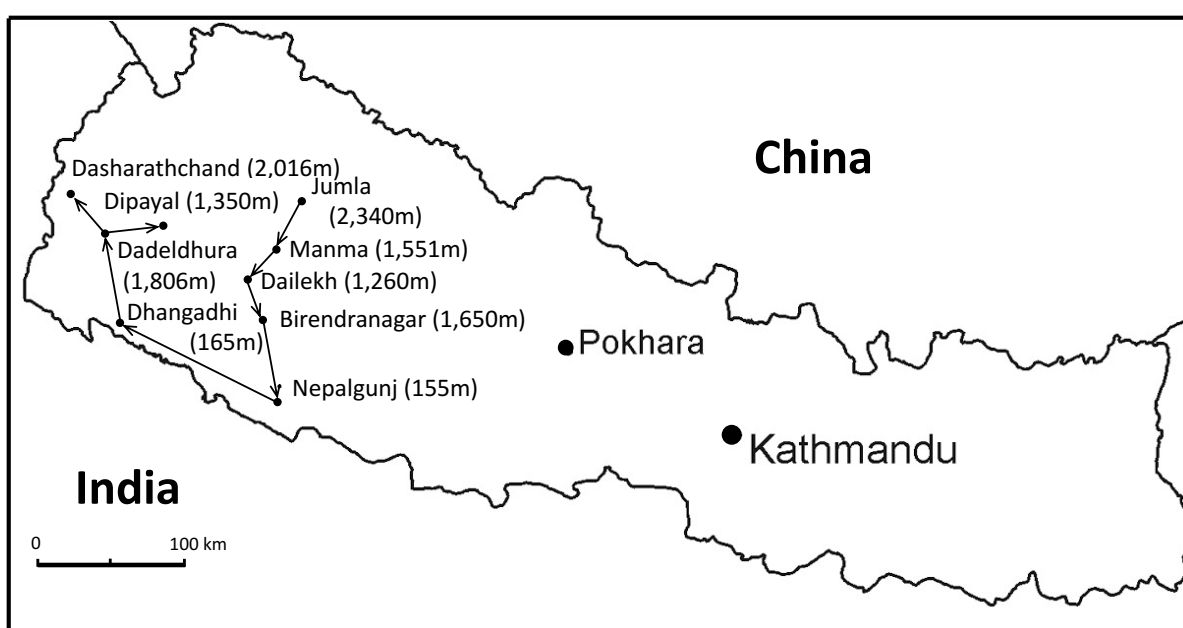 China
Dasharathchand (2,016m)
Dipayal (1,350m)
Jumla
(2,340m)
Dadeldhura
(1,806m)
Manma (1,551m)
Dailekh (1,260m)
Dhangadhi
(165m)
Birendranagar (1,650m)
Pokhara
Nepalgunj (155m)
Kathmandu
India
0 100 km